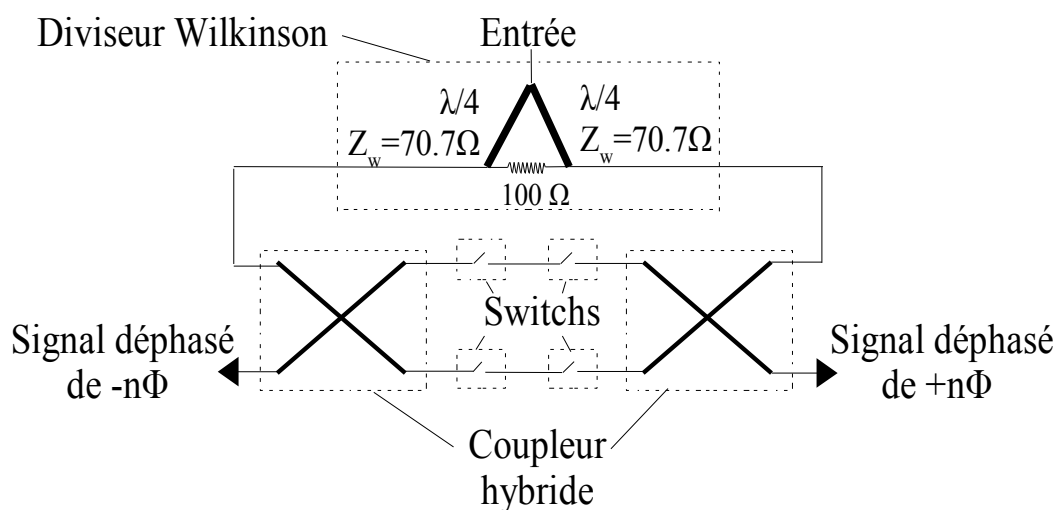 Diviseur Wilkinson
Entrée
λ/4
Zw=70.7Ω
λ/4
Zw=70.7Ω
100 Ω
Switchs
Signal déphasé
de -nΦ
Signal déphasé
de +nΦ
Coupleur
hybride